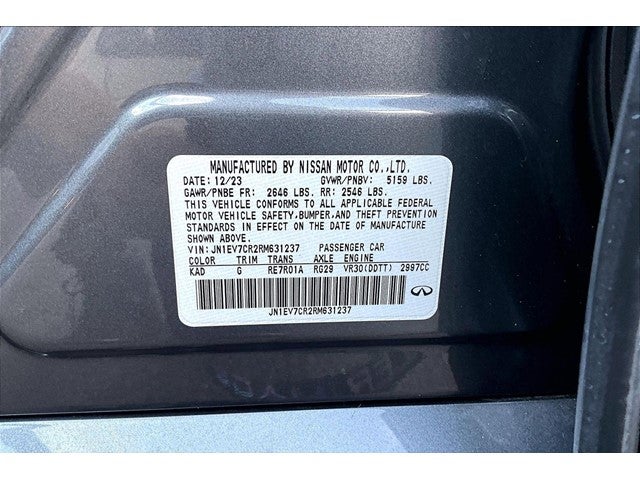 MANUFACTURED BY NISSAN MOTOR CO.,LTD.
DATE: 12/23 GVWR/PNBV: 5159 LBS.
GAWR/PNBE FR: 2646 LBS. RR: 2546 LBS.
THIS VEHICLE CONFORMS TO ALL APPLICABLE FEDERAL
MOTOR VEHICLE SAFETY,BUMPER,AND THEFT PREVENTION
STANDARDS IN EFFECT ON THE DATE OF MANUFACTURE
SHOWN ABOVE.
VIN: JN1EV7CR2RM631237 PASSENGER CAR
COLOR TRIM TRANS AXLE ENGINE
KAD G RE7R01A RG29 VR30(DDTT) 2997CC
JN1EV7CR2RM631237